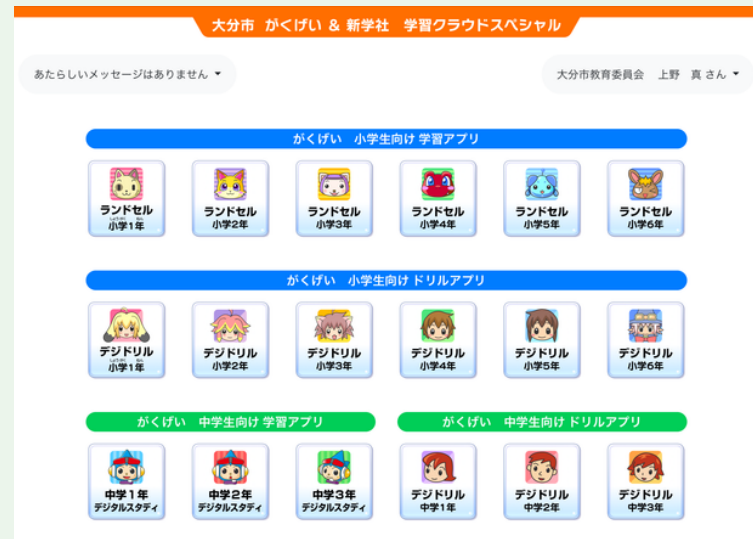 大分市 がくげい & 新学社 学習クラウドスペシャル
あたらしいメッセージはありません
大分市教育委員会 上野 真 さん
がくげい 小学生向け 学習アプリ
ランドセル
しょうがく ねん
小学1年
ランドセル
小学2年
ランドセル
小学3年
ランドセル
小学4年
ランドセル
小学5年
ランドセル
小学6年
がくげい 小学生向け ドリルアプリ
デジドリル
しょうがく ねん
小学1年
デジドリル
小学2年
デジドリル
小学3年
デジドリル
小学4年
デジドリル
小学5年
デジドリル
小学6年
がくげい 中学生向け 学習アプリ
がくげい 中学生向け ドリルアプリ
中学1年
デジタルスタディ
中学2年
デジタルスタディ
中学3年
デジタルスタディ
デジドリル
中学1年
デジドリル
中学2年
デジドリル
中学3年